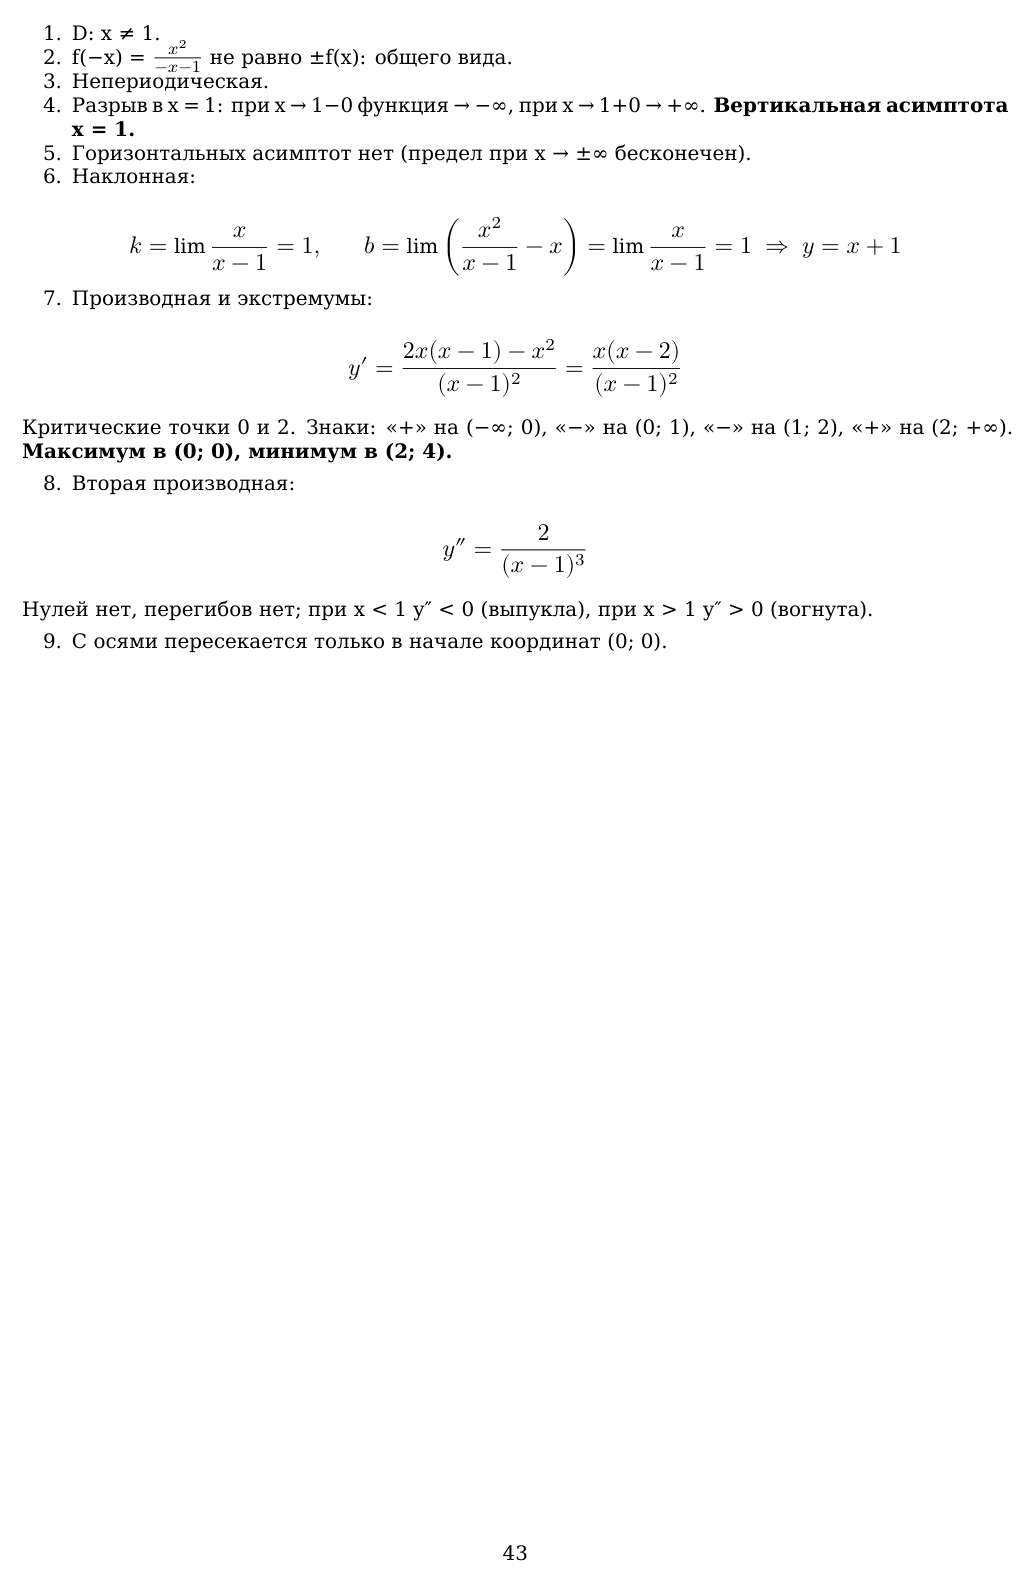 1. D: x ≠ 1.
2. f(−x) = x²/(−x−1) не равно ±f(x): общего вида.
3. Непериодическая.
4. Разрыв в x = 1: при x → 1−0 функция → −∞, при x → 1+0 → +∞. Вертикальная асимптота
x = 1.
5. Горизонтальных асимптот нет (предел при x → ±∞ бесконечен).
6. Наклонная:
k = lim x/(x − 1) = 1, b = lim (x²/(x − 1) − x) = lim x/(x − 1) = 1 ⇒ y = x + 1
7. Производная и экстремумы:
y′ = (2x(x − 1) − x²)/(x − 1)² = x(x − 2)/(x − 1)²
Критические точки 0 и 2. Знаки: «+» на (−∞; 0), «−» на (0; 1), «−» на (1; 2), «+» на (2; +∞).
Максимум в (0; 0), минимум в (2; 4).
8. Вторая производная:
y″ = 2/(x − 1)³
Нулей нет, перегибов нет; при x < 1 y″ < 0 (выпукла), при x > 1 y″ > 0 (вогнута).
9. С осями пересекается только в начале координат (0; 0).
43